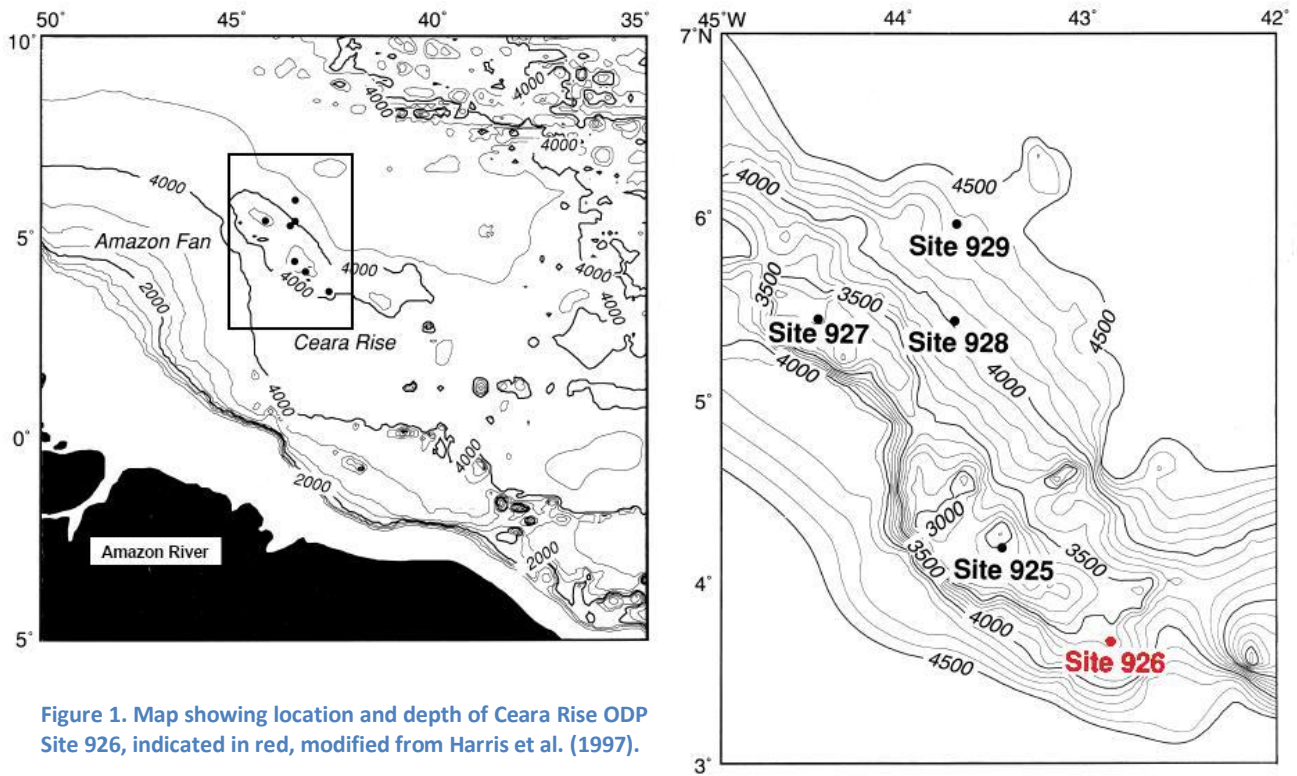 50˚ 45˚ 40˚ 35˚
10˚
5˚
0˚
5˚
4000
4000
4000
4000
4000
Amazon Fan
4000
4000
4000
2000
Ceara Rise
4000
4000
2000
2000
Amazon River
45˚W 44˚ 43˚ 42˚
7˚N
6˚
5˚
4˚
3˚
4500
4000
Site 929
3500
3500
4500
Site 927
Site 928
4000
4000
3000
3500
3500
Site 925
4000
4500
Site 926
Figure 1. Map showing location and depth of Ceara Rise ODP
Site 926, indicated in red, modified from Harris et al. (1997).